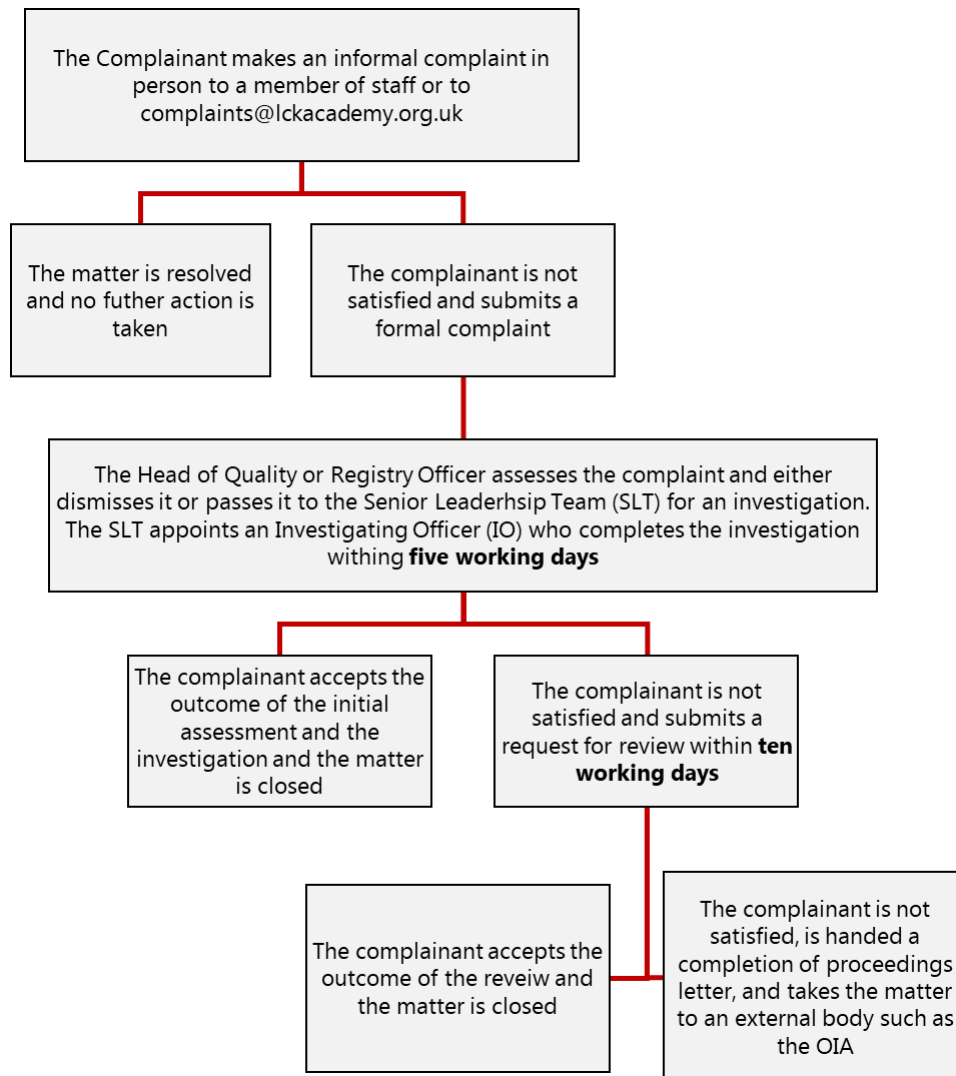 The Complainant makes an informal complaint in
person to a member of staff or to
complaints@lckacademy.org.uk
The matter is resolved
and no futher action is
taken
The complainant is not
satisfied and submits a
formal complaint
The Head of Quality or Registry Officer assesses the complaint and either
dismisses it or passes it to the Senior Leaderhsip Team (SLT) for an investigation.
The SLT appoints an Investigating Officer (IO) who completes the investigation
withing five working days
The complainant accepts the
outcome of the initial
assessment and the
investigation and the matter
is closed
The complainant is not
satisfied and submits a
request for review within ten
working days
The complainant accepts the
outcome of the reveiw and
the matter is closed
The complainant is not
satisfied, is handed a
completion of proceedings
letter, and takes the matter
to an external body such as
the OIA